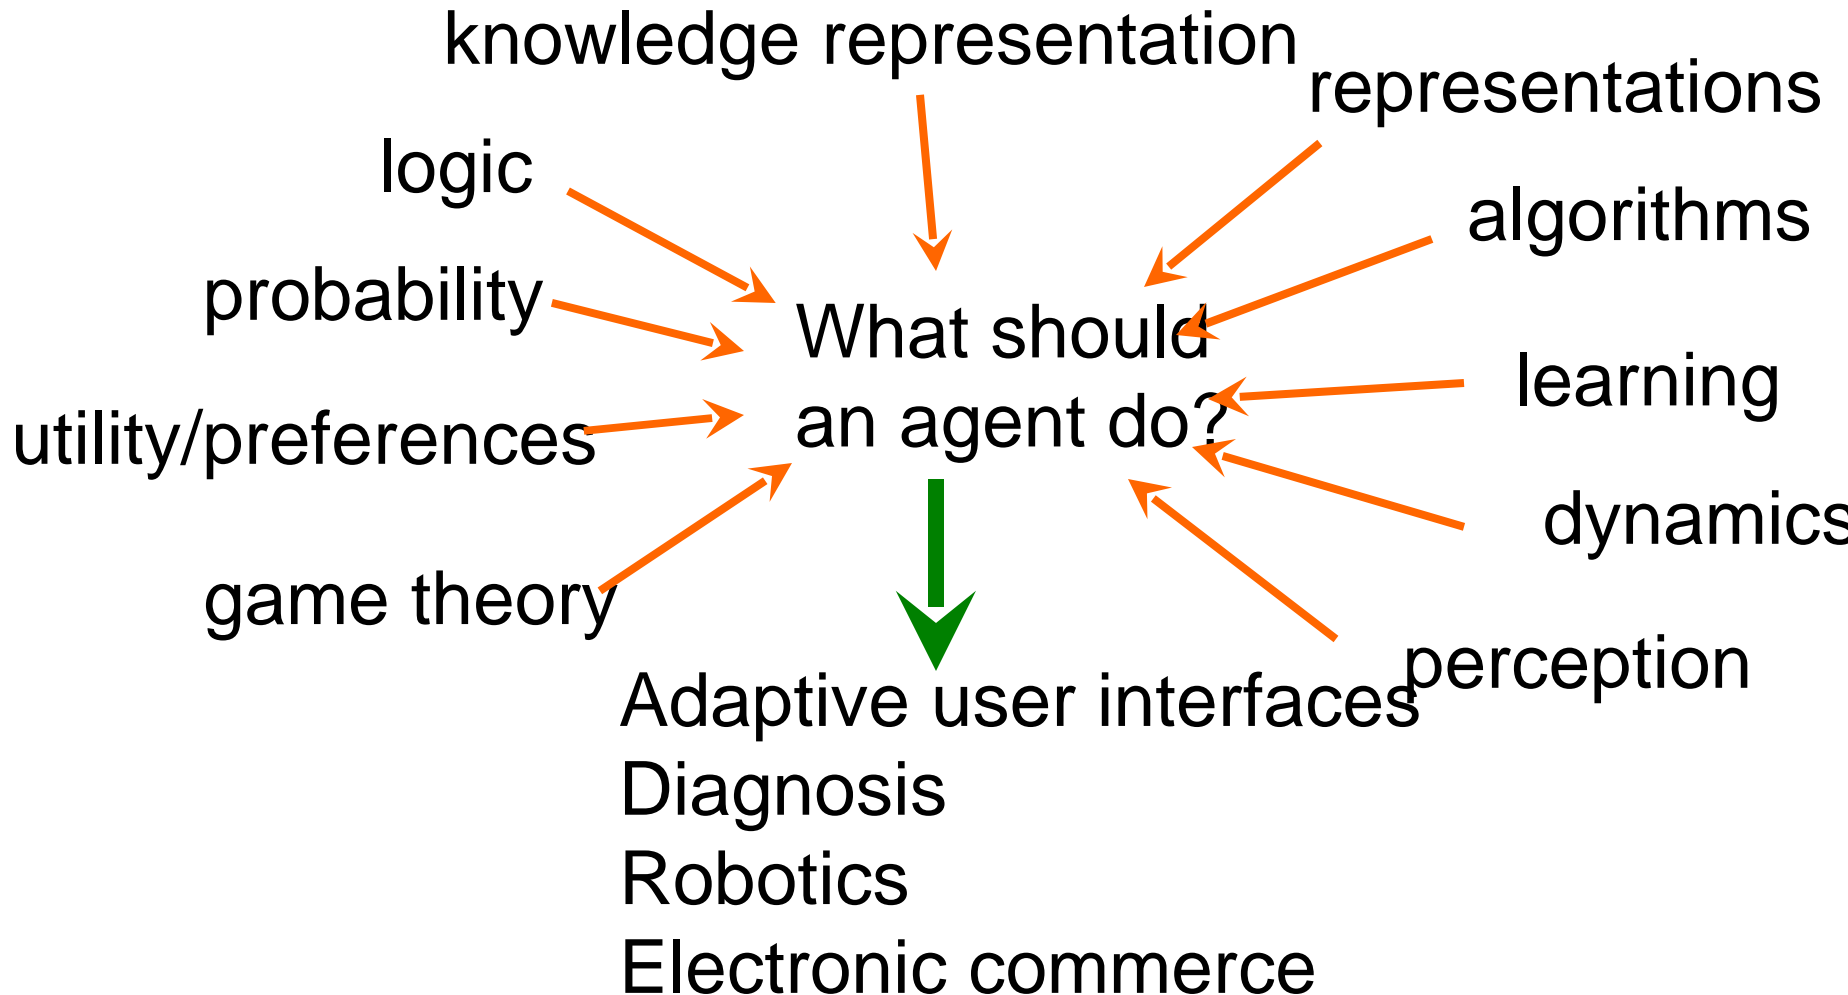 knowledge representation
representations
logic
algorithms
probability
What should
an agent do?
learning
utility/preferences
dynamics
game theory
perception
Adaptive user interfaces
Diagnosis
Robotics
Electronic commerce